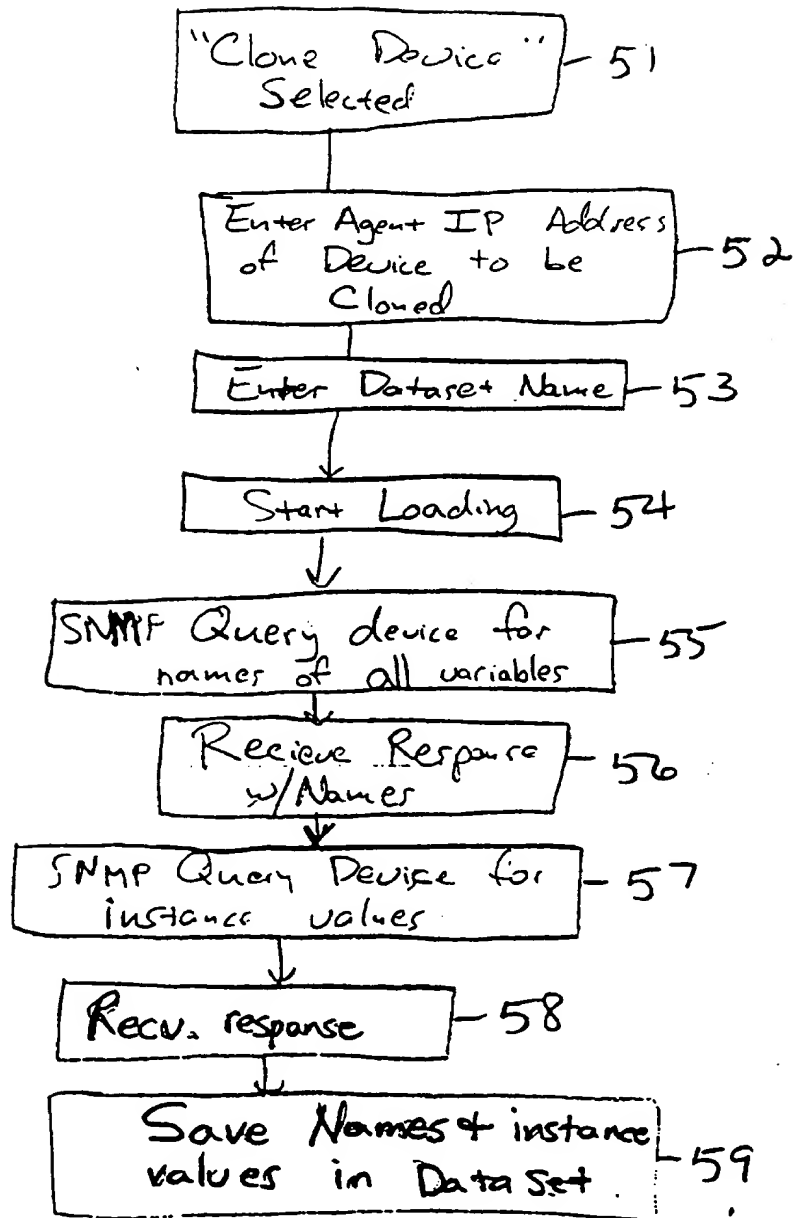 "Clone Device" 51
Selected
Enter Agent IP Address
of Device to be 52
Cloned
Enter Dataset Name 53
Start Loading 54
SNMP Query device for 55
names of all variables
Recieve Response 56
w/Names
SNMP Query Device for 57
instance values
Recv. response 58
Save Names & instance
values in Data Set. 59